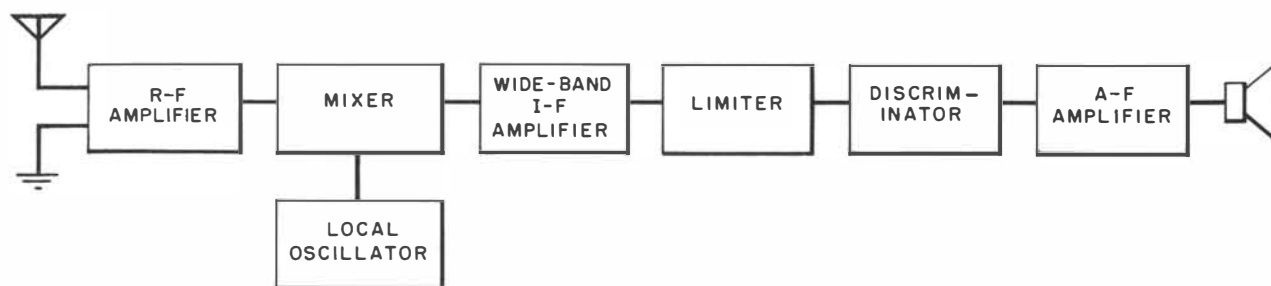 R-F
AMPLIFIER
MIXER
WIDE-BAND
I-F
AMPLIFIER
LIMITER
DISCRIM-
INATOR
A-F
AMPLIFIER
LOCAL
OSCILLATOR